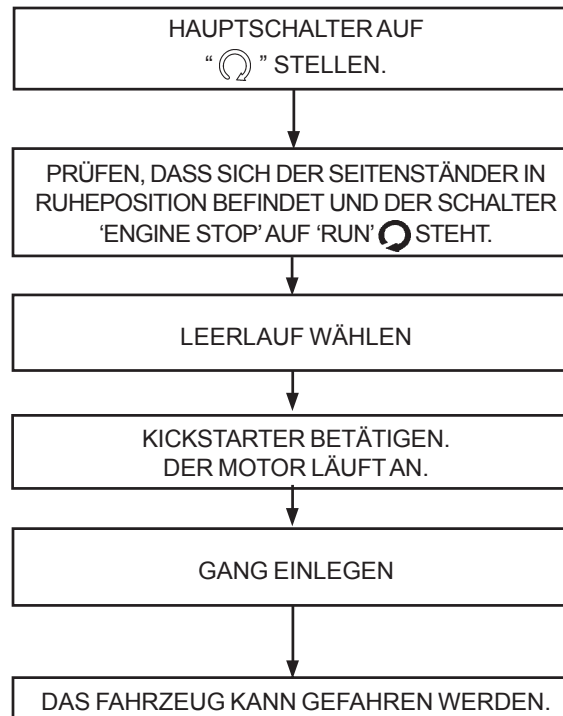 HAUPTSCHALTER AUF
“ ” STELLEN.
PRÜFEN, DASS SICH DER SEITENSTÄNDER IN
RUHEPOSITION BEFINDET UND DER SCHALTER
‘ENGINE STOP’ AUF ‘RUN’ STEHT.
LEERLAUF WÄHLEN
KICKSTARTER BETÄTIGEN.
DER MOTOR LÄUFT AN.
GANG EINLEGEN
DAS FAHRZEUG KANN GEFAHREN WERDEN.